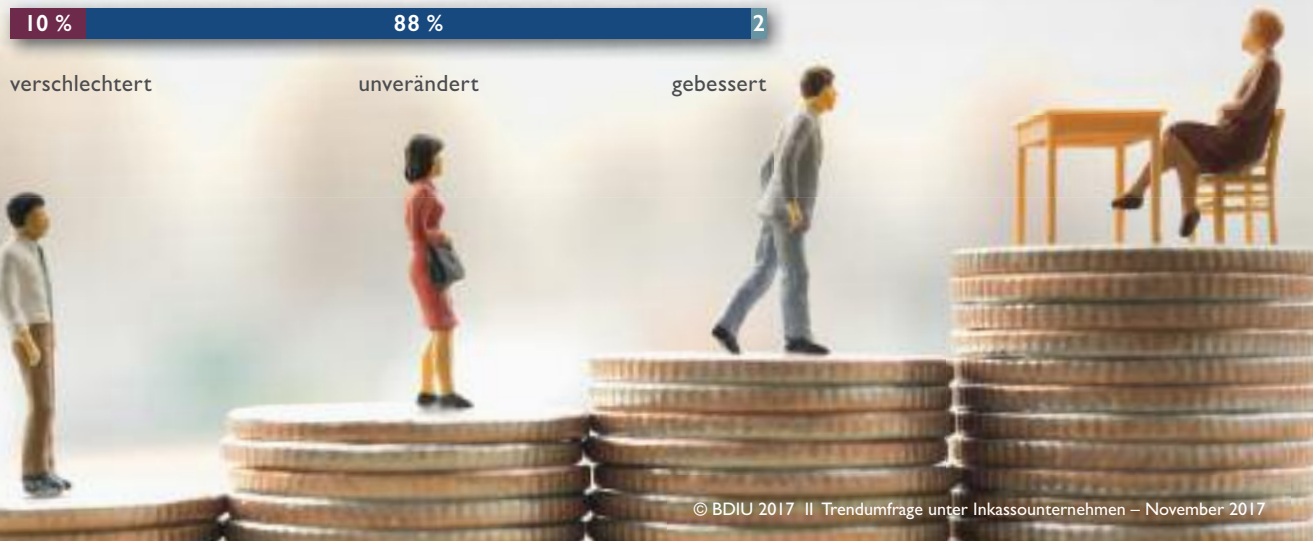 10 % 88 % 2
verschlechtert unverändert gebessert
© BDIU 2017 II Trendumfrage unter Inkassounternehmen – November 2017